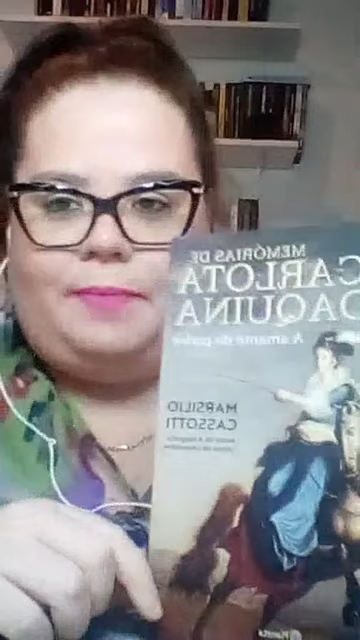 MEMÓRIAS DE
CARLOTA
JOAQUINA
A amante do poder
MARSILIO
CASSOTTI